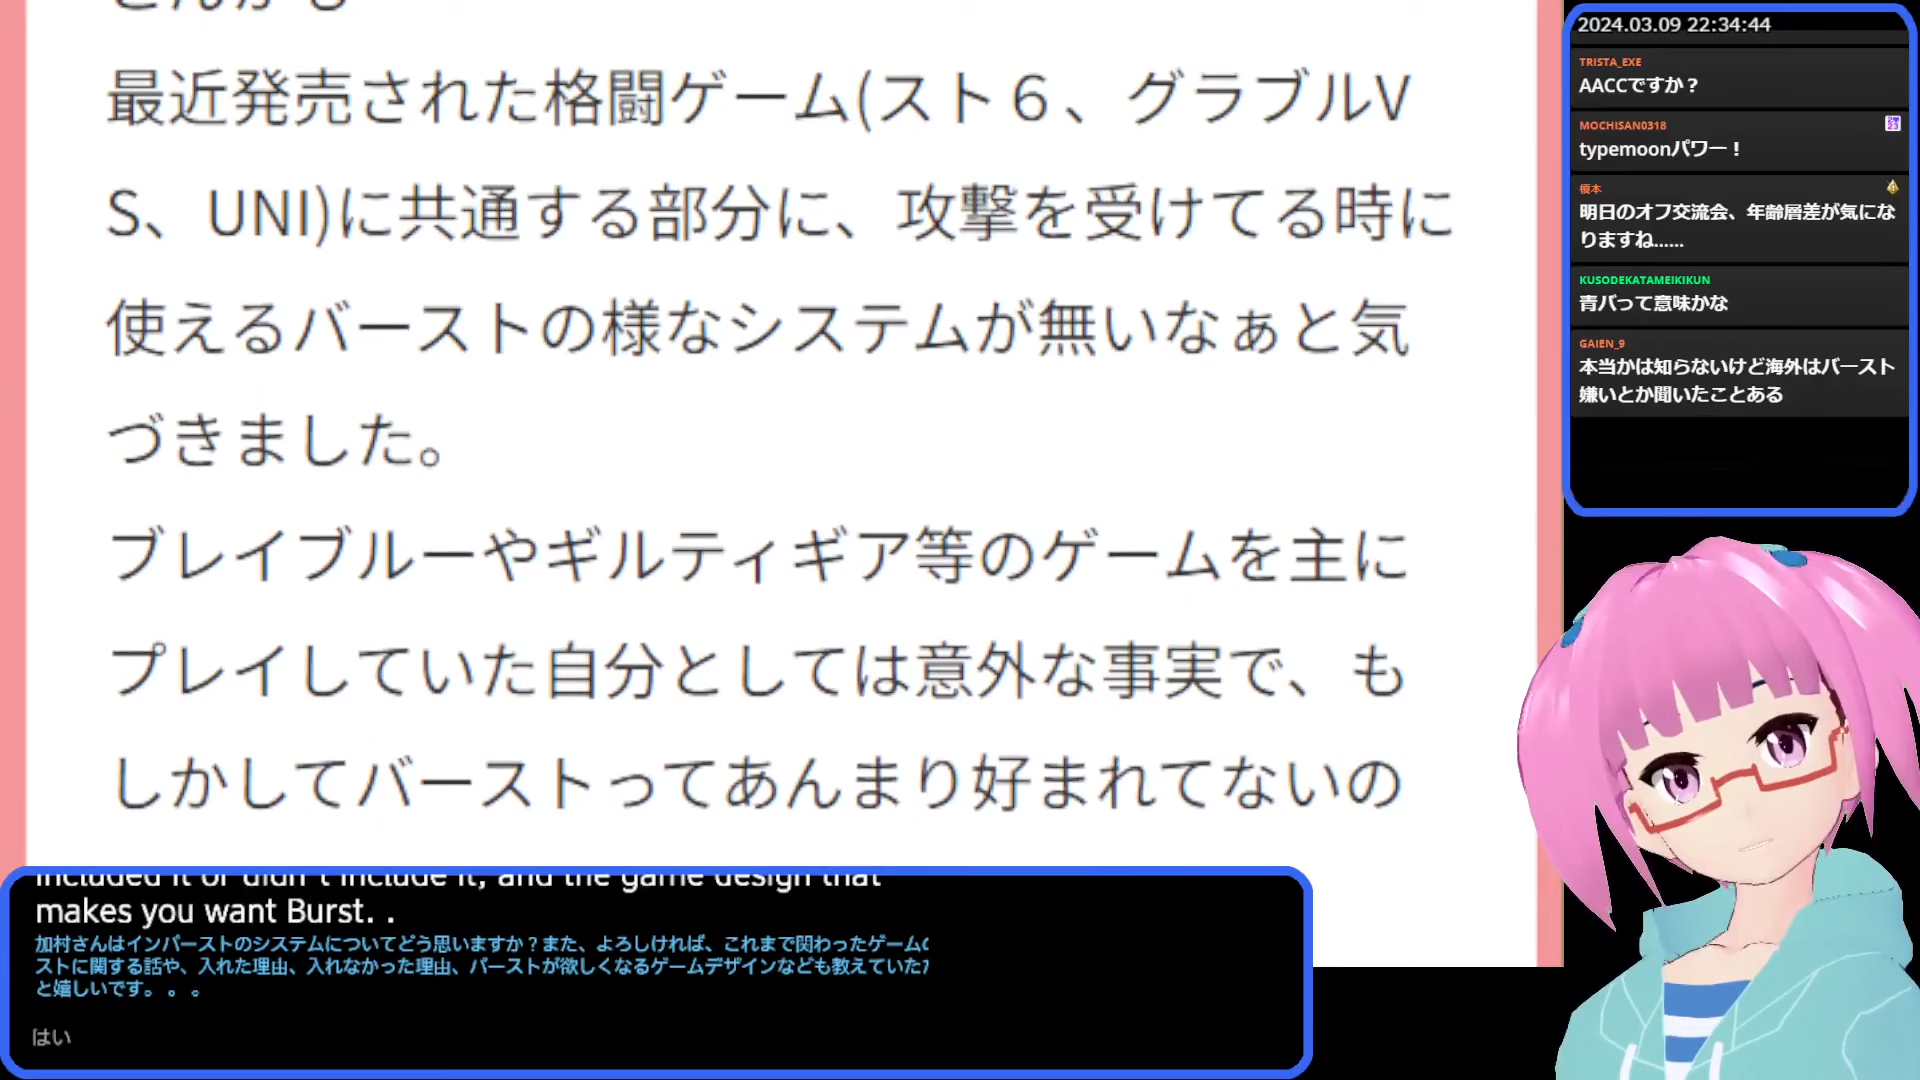 最近発売された格闘ゲーム(スト６、グラブルV
S、UNI)に共通する部分に、攻撃を受けてる時に
使えるバーストの様なシステムが無いなぁと気
づきました。
ブレイブルーやギルティギア等のゲームを主に
プレイしていた自分としては意外な事実で、も
しかしてバーストってあんまり好まれてないの
included it or didn't include it, and the game design that
makes you want Burst. .
加村さんはインバーストのシステムについてどう思いますか？また、よろしければ、これまで関わったゲーム
ストに関する話や、入れた理由、入れなかった理由、バーストが欲しくなるゲームデザインなども教えていた
と嬉しいです。 。 。
はい
2024.03.09 22:34:44
TRISTA_EXE
AACCですか？
MOCHISAN0318
typemoonパワー！
榎本
明日のオフ交流会、年齢層差が気にな
りますね......
KUSODEKATAMEIKIKUN
青バって意味かな
GAIEN_9
本当かは知らないけど海外はバースト
嫌いとか聞いたことある